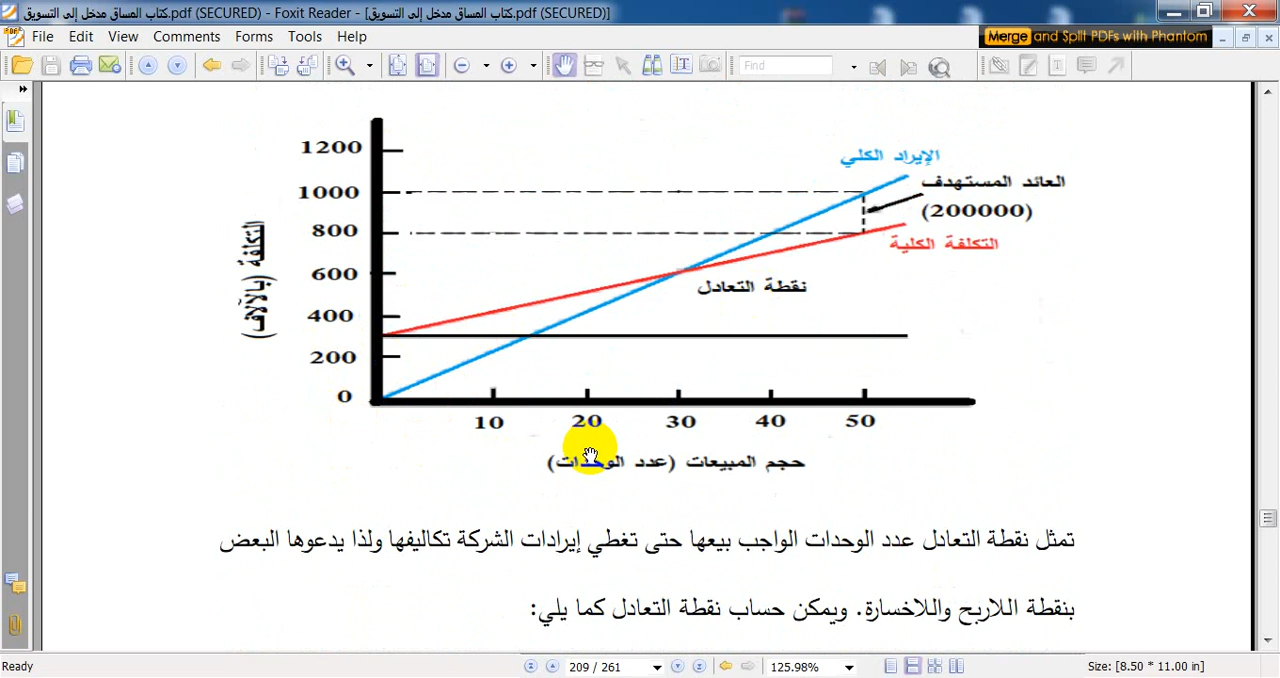 كتاب المساق مدخل إلى التسويق.pdf (SECURED) - Foxit Reader - [كتاب المساق مدخل إلى التسويق.pdf (SECURED)]
File Edit View Comments Forms Tools Help
Merge and Split PDFs with Phantom
Find
1200
1000
800
600
400
200
0
التكلفة (بالآلاف)
الإيراد الكلي
العائد المستهدف
(200000)
التكلفة الكلية
نقطة التعادل
10 20 30 40 50
حجم المبيعات (عدد الوحدات)
تمثل نقطة التعادل عدد الوحدات الواجب بيعها حتى تغطي إيرادات الشركة تكاليفها ولذا يدعوها البعض
بنقطة اللاربح واللاخسارة. ويمكن حساب نقطة التعادل كما يلي:
Ready 209 / 261 125.98% Size: [8.50 * 11.00 in]